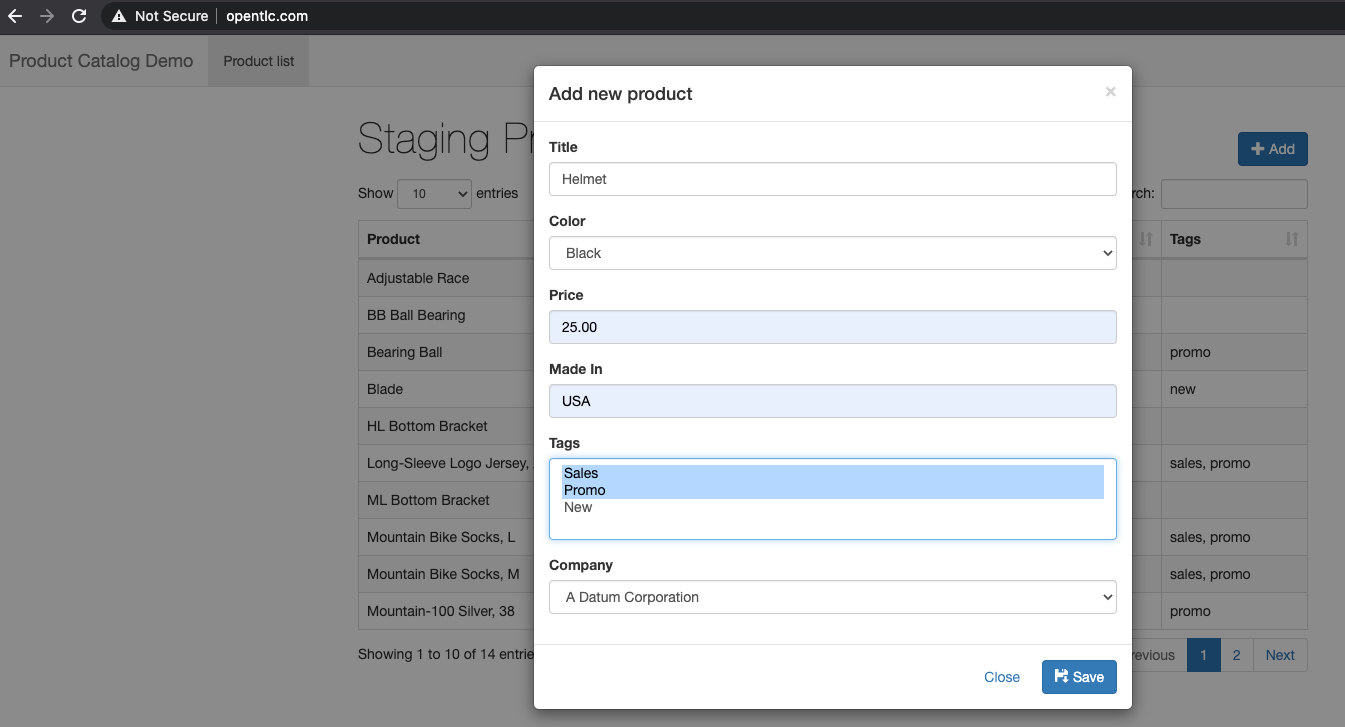 Not Secure | opentlc.com
Product Catalog Demo Product list
Add new product ×
Staging Pr
Add
Show 10 entries
rch:
Product Tags
Adjustable Race
BB Ball Bearing
Bearing Ball promo
Blade new
HL Bottom Bracket
Long-Sleeve Logo Jersey, sales, promo
ML Bottom Bracket
Mountain Bike Socks, L sales, promo
Mountain Bike Socks, M sales, promo
Mountain-100 Silver, 38 promo
Showing 1 to 10 of 14 entrie
revious 1 2 Next
Title
Helmet
Color
Black
Price
25.00
Made In
USA
Tags
Sales
Promo
New
Company
A Datum Corporation
Close Save